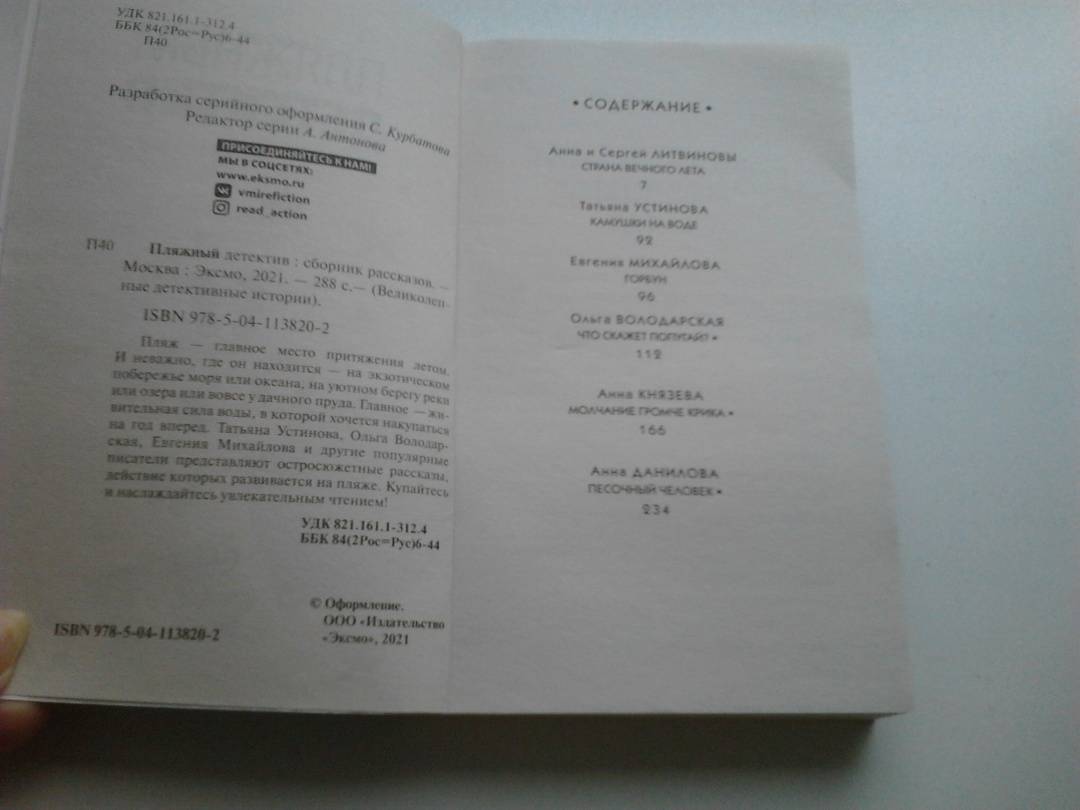 УДК 821.161.1-312.4
ББК 84(2Рос=Рус)6-44
П40
Разработка серийного оформления С. Курбатова
Редактор серии А. Антонова
ПРИСОЕДИНЯЙТЕСЬ К НАМ!
МЫ В СОЦСЕТЯХ:
www.eksmo.ru
vmirefiction
read_action
П40 Пляжный детектив : сборник рассказов. —
Москва : Эксмо, 2021. — 288 с.— (Великолеп-
ные детективные истории).
ISBN 978-5-04-113820-2
Пляж — главное место притяжения летом.
И неважно, где он находится — на экзотическом
побережье моря или океана, на уютном берегу реки
или озера или вовсе у дачного пруда. Главное —жи-
вительная сила воды, в которой хочется накупаться
на год вперед. Татьяна Устинова, Ольга Володар-
ская, Евгения Михайлова и другие популярные
писатели представляют остросюжетные рассказы,
действие которых развивается на пляже. Купайтесь
и наслаждайтесь увлекательным чтением!
УДК 821.161.1-312.4
ББК 84(2Рос=Рус)6-44
© Оформление.
ООО «Издательство
«Эксмо», 2021
ISBN 978-5-04-113820-2
• СОДЕРЖАНИЕ •
Анна и Сергей ЛИТВИНОВЫ
СТРАНА ВЕЧНОГО ЛЕТА
7
Татьяна УСТИНОВА
КАМУШКИ НА ВОДЕ
92
Евгения МИХАЙЛОВА
ГОРБУН
96
Ольга ВОЛОДАРСКАЯ
ЧТО СКАЖЕТ ПОПУГАЙ? •
112
Анна КНЯЗЕВА
МОЛЧАНИЕ ГРОМЧЕ КРИКА •
166
Анна ДАНИЛОВА
ПЕСОЧНЫЙ ЧЕЛОВЕК •
234